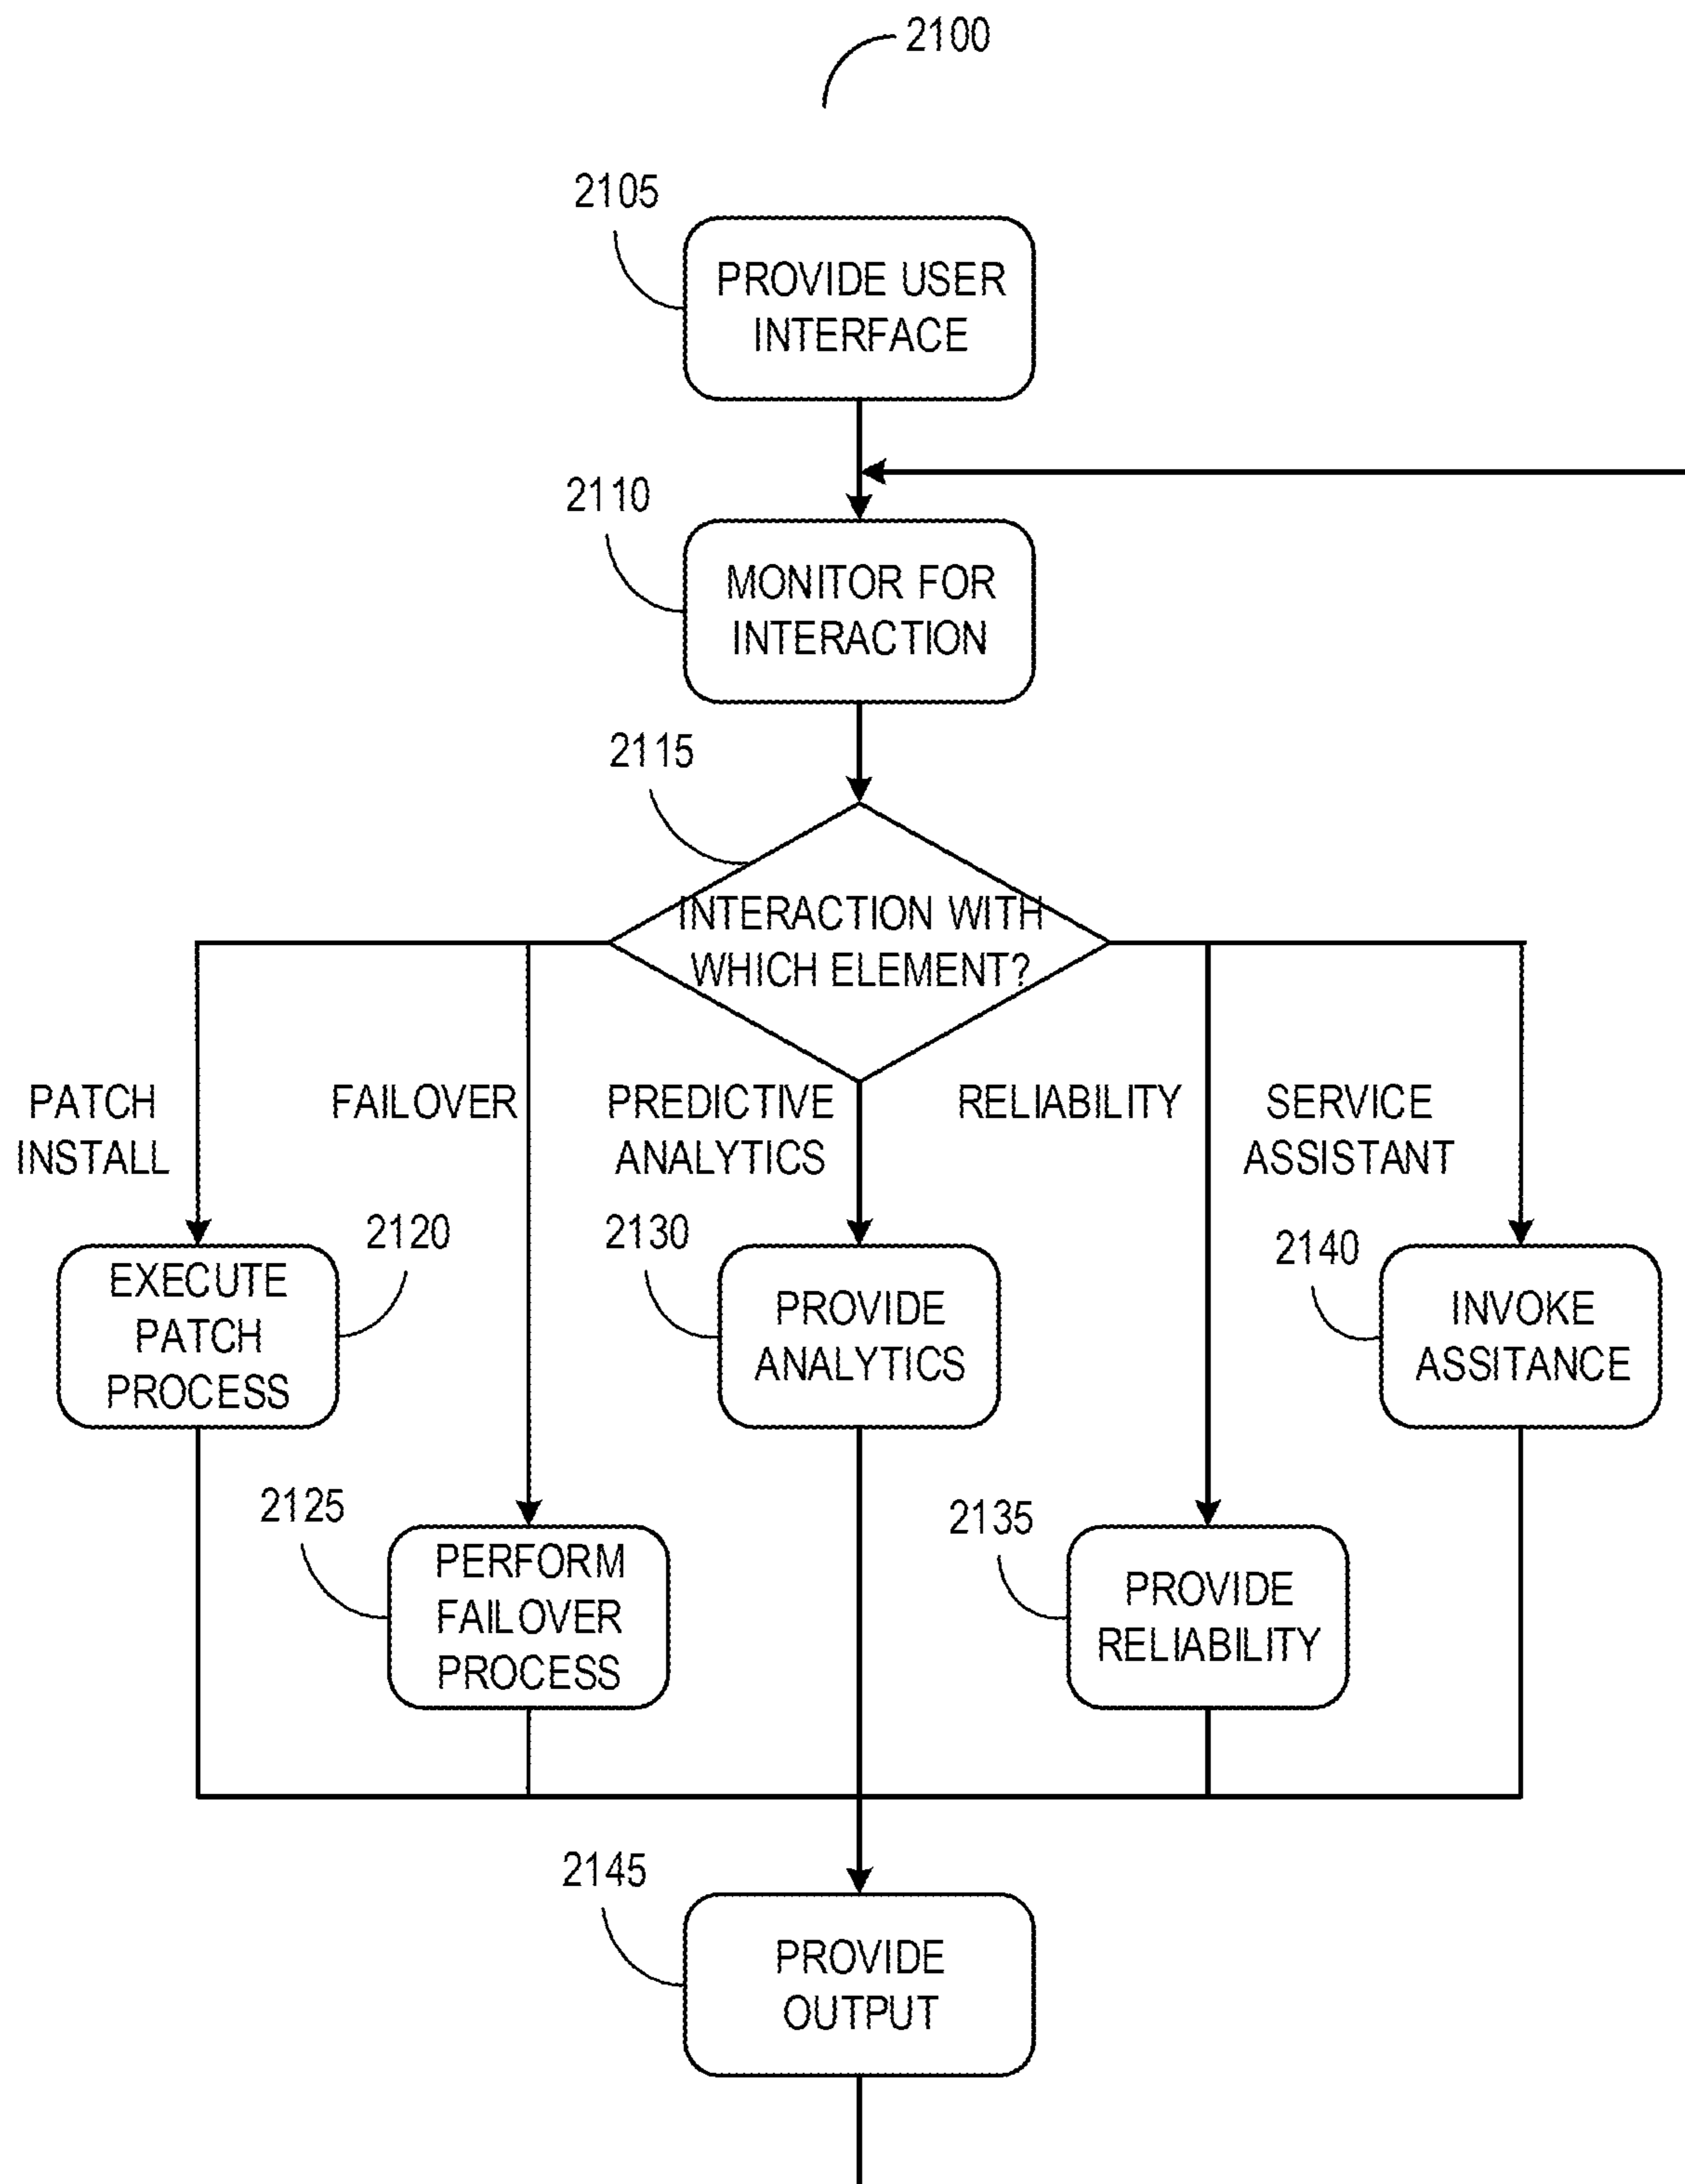 2100
2105
PROVIDE USER
INTERFACE
2110
MONITOR FOR
INTERACTION
2115
INTERACTION WITH
WHICH ELEMENT?
PATCH
INSTALL
FAILOVER
PREDICTIVE
ANALYTICS
RELIABILITY
SERVICE
ASSISTANT
2120
EXECUTE
PATCH
PROCESS
2130
PROVIDE
ANALYTICS
2140
INVOKE
ASSITANCE
2125
PERFORM
FAILOVER
PROCESS
2135
PROVIDE
RELIABILITY
2145
PROVIDE
OUTPUT